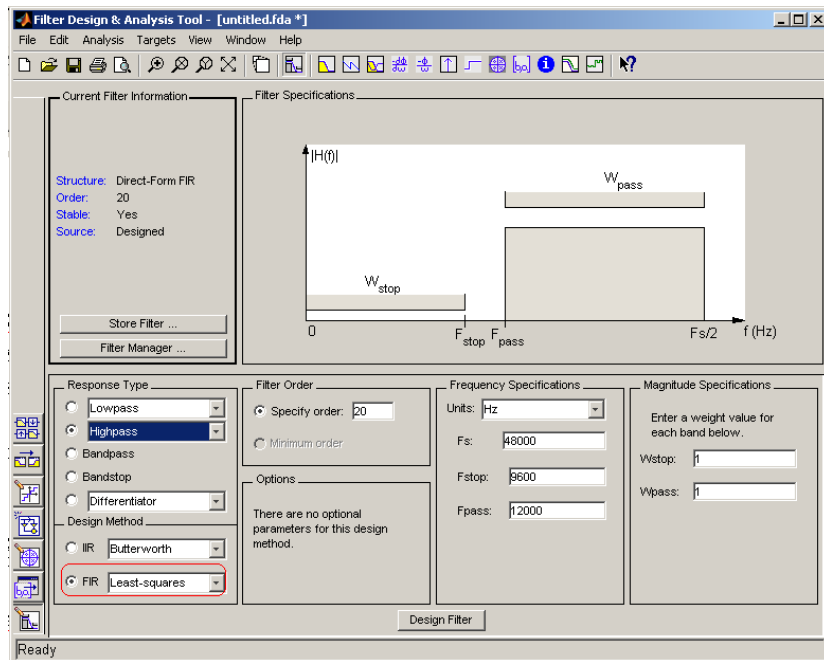 Filter Design & Analysis Tool - [untitled.fda *]
File Edit Analysis Targets View Window Help
Current Filter Information
Structure: Direct-Form FIR
Order: 20
Stable: Yes
Source: Designed
Store Filter ...
Filter Manager ...
Filter Specifications
|H(f)|
Wpass
Wstop
0
Fstop Fpass
Fs/2
f (Hz)
Response Type
Lowpass
Highpass
Bandpass
Bandstop
Differentiator
Design Method
IIR Butterworth
FIR Least-squares
Filter Order
Specify order: 20
Minimum order
Options
There are no optional
parameters for this design
method.
Frequency Specifications
Units: Hz
Fs: 48000
Fstop: 9600
Fpass: 12000
Magnitude Specifications
Enter a weight value for
each band below.
Wstop: 1
Wpass: 1
Design Filter
Ready